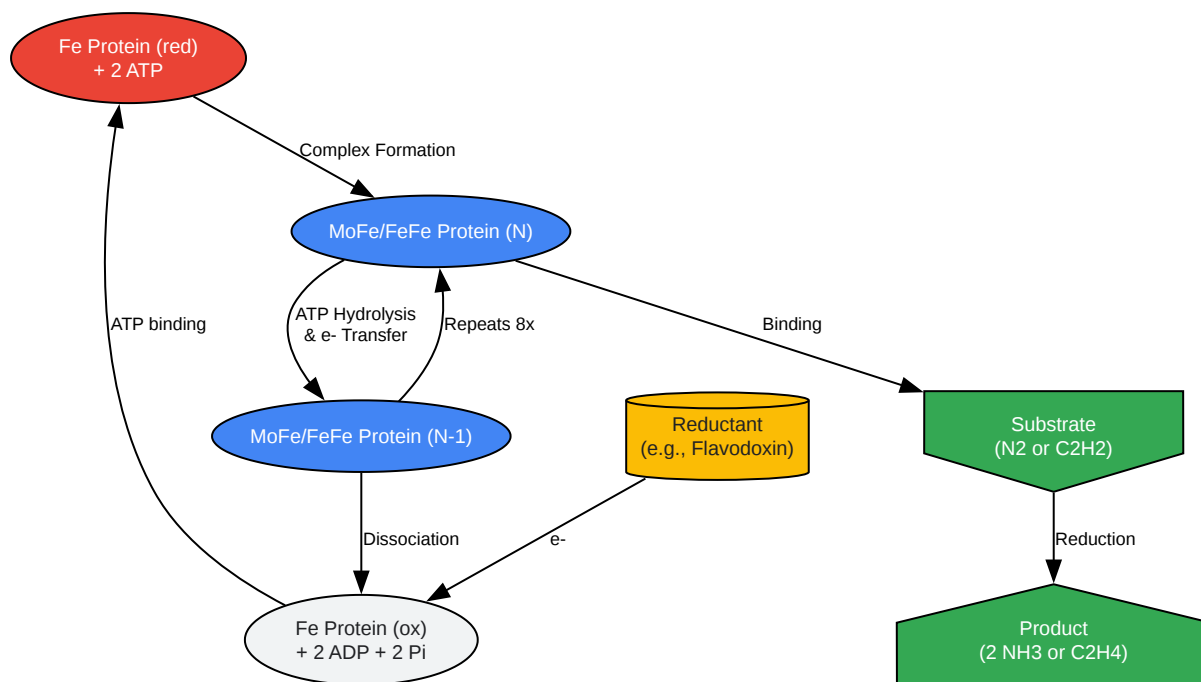 Fe Protein (red)
+ 2 ATP
Complex Formation
MoFe/FeFe Protein (N)
ATP binding
ATP Hydrolysis
& e- Transfer
Repeats 8x
Binding
MoFe/FeFe Protein (N-1)
Reductant
(e.g., Flavodoxin)
Substrate
(N2 or C2H2)
Dissociation
e-
Reduction
Fe Protein (ox)
+ 2 ADP + 2 Pi
Product
(2 NH3 or C2H4)